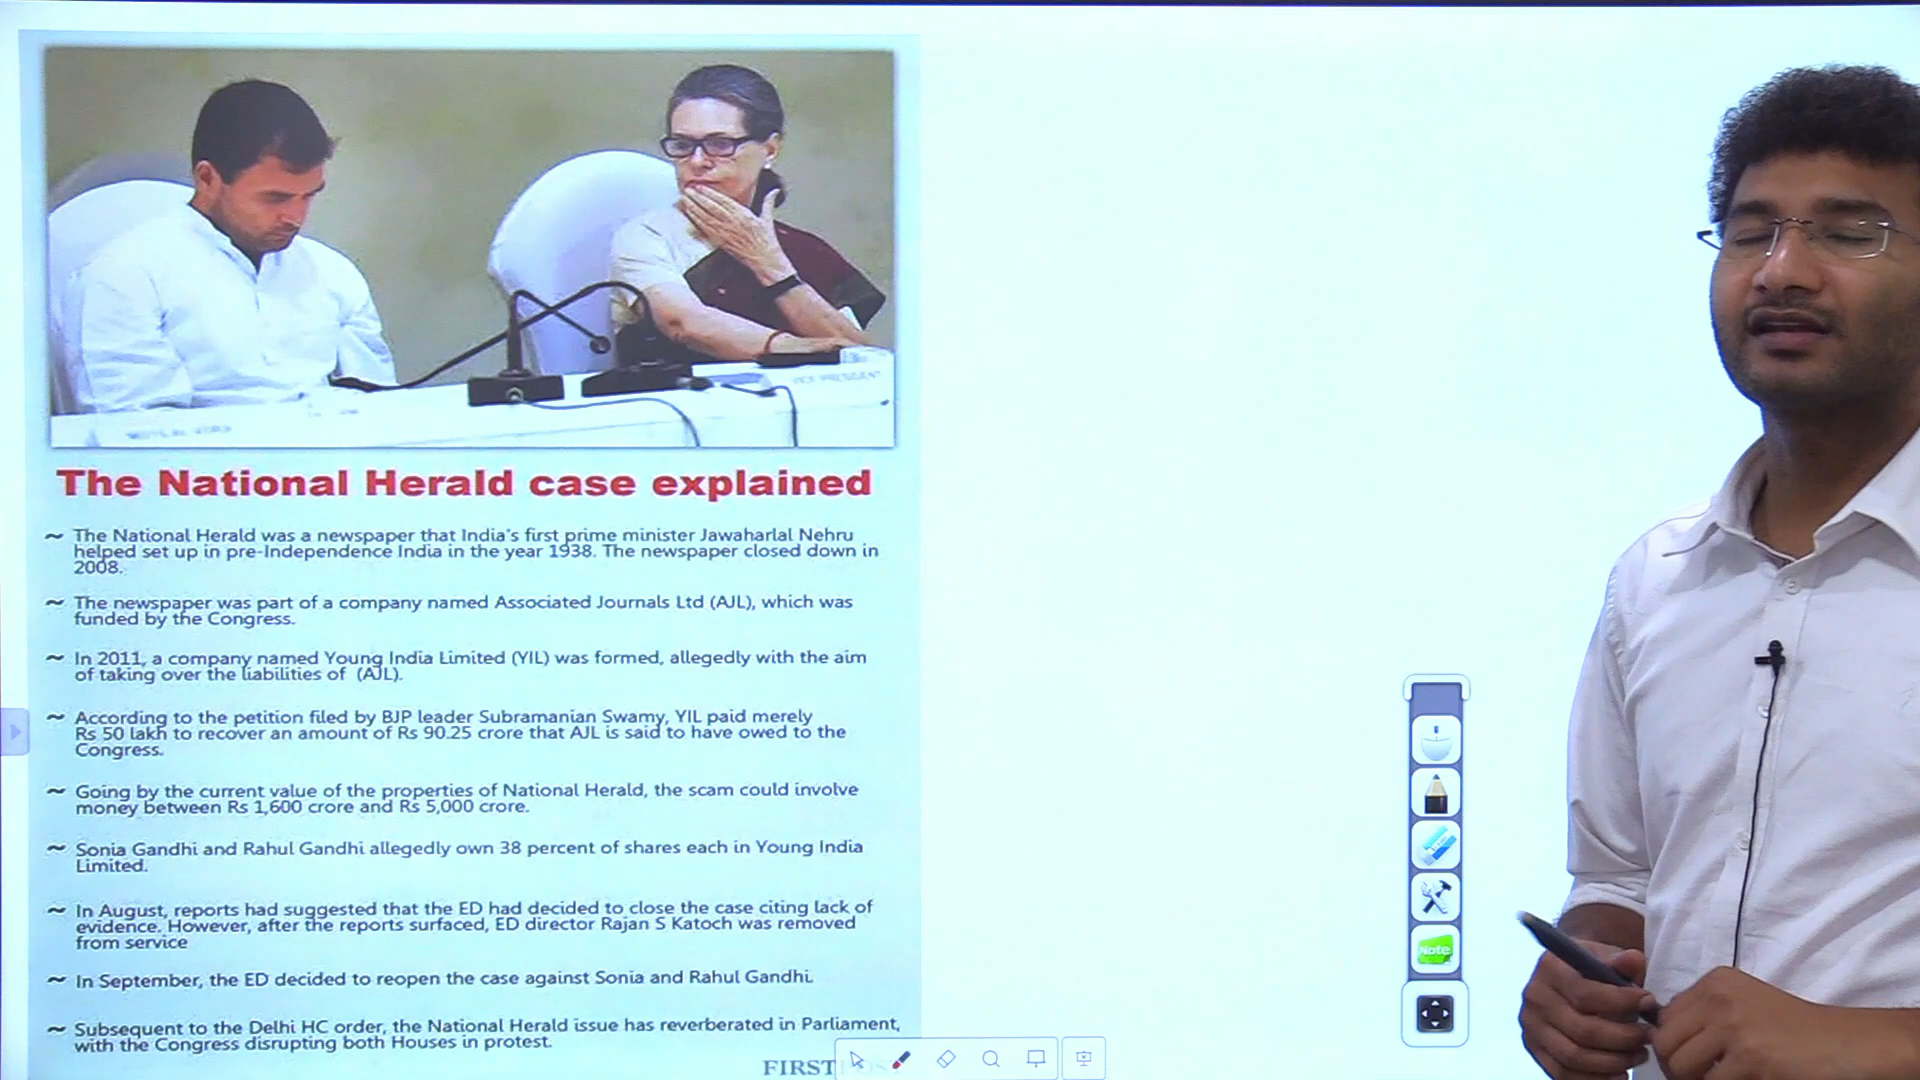 VICE PRESIDENT
MOTILAL VORA
The National Herald case explained
~ The National Herald was a newspaper that India's first prime minister Jawaharlal Nehru
helped set up in pre-Independence India in the year 1938. The newspaper closed down in
2008.
~ The newspaper was part of a company named Associated Journals Ltd (AJL), which was
funded by the Congress.
~ In 2011, a company named Young India Limited (YIL) was formed, allegedly with the aim
of taking over the liabilities of (AJL).
~ According to the petition filed by BJP leader Subramanian Swamy, YIL paid merely
Rs 50 lakh to recover an amount of Rs 90.25 crore that AJL is said to have owed to the
Congress.
~ Going by the current value of the properties of National Herald, the scam could involve
money between Rs 1,600 crore and Rs 5,000 crore.
~ Sonia Gandhi and Rahul Gandhi allegedly own 38 percent of shares each in Young India
Limited.
~ In August, reports had suggested that the ED had decided to close the case citing lack of
evidence. However, after the reports surfaced, ED director Rajan S Katoch was removed
from service
~ In September, the ED decided to reopen the case against Sonia and Rahul Gandhi.
~ Subsequent to the Delhi HC order, the National Herald issue has reverberated in Parliament,
with the Congress disrupting both Houses in protest.
FIRST
Note